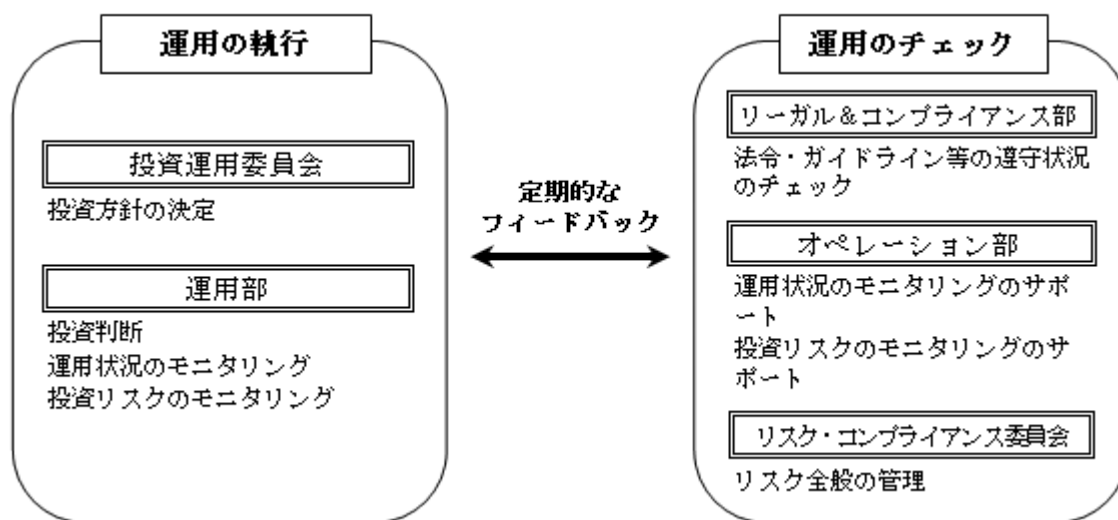 運用の執行
投資運用委員会
投資方針の決定
運用部
投資判断
運用状況のモニタリング
投資リスクのモニタリング
定期的な
フィードバック
運用のチェック
リーガル＆コンプライアンス部
法令・ガイドライン等の遵守状況
のチェック
オペレーション部
運用状況のモニタリングのサポ
ート
投資リスクのモニタリングのサ
ポート
リスク・コンプライアンス委員会
リスク全般の管理